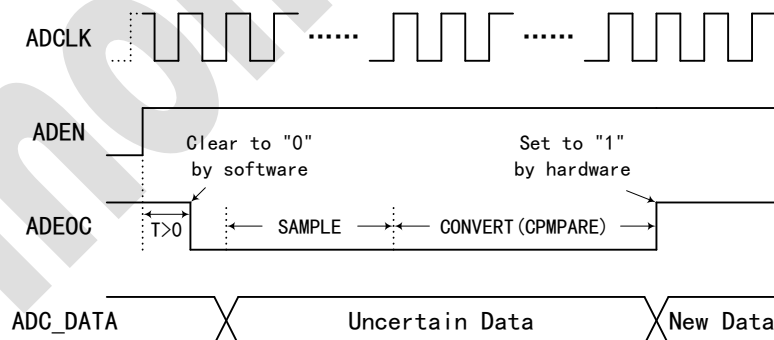 ADCLK
...... ......
ADEN
Clear to "0"
by software
Set to "1"
by hardware
ADEOC
T>0
SAMPLE
CONVERT(CPMPARE)
ADC_DATA
Uncertain Data
New Data